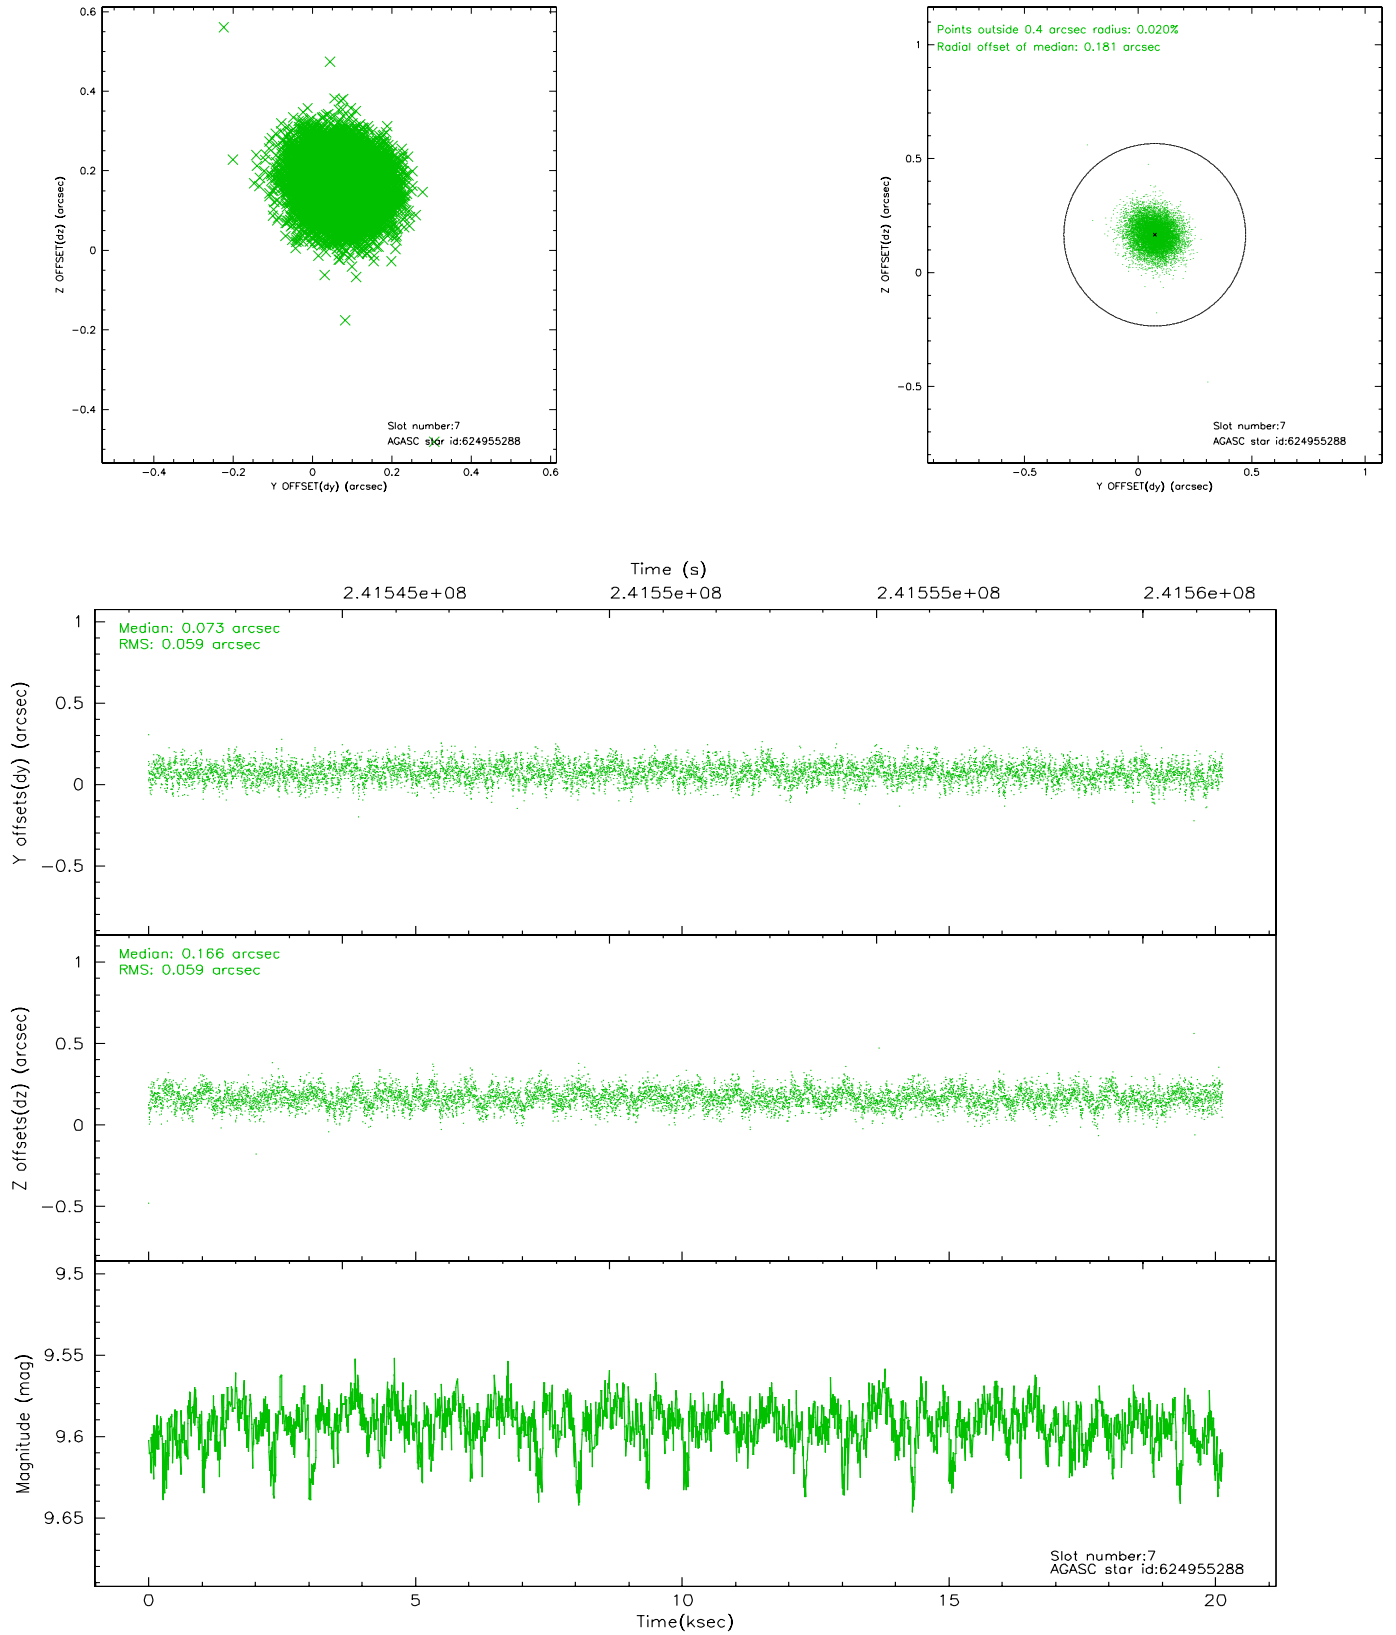 0.6
0.4
0.2
0
−0.2
−0.4
Z OFFSET(dz) (arcsec)
−0.4 −0.2 0 0.2 0.4 0.6
Y OFFSET(dy) (arcsec)
Slot number:7
AGASC star id:624955288
Points outside 0.4 arcsec radius: 0.020%
Radial offset of median: 0.181 arcsec
1
0.5
0
−0.5
Z OFFSET(dz) (arcsec)
−0.5 0 0.5 1
Y OFFSET(dy) (arcsec)
Slot number:7
AGASC star id:624955288
Time (s)
2.41545e+08 2.4155e+08 2.41555e+08 2.4156e+08
Median: 0.073 arcsec
RMS: 0.059 arcsec
1
0.5
0
−0.5
Y offsets(dy) (arcsec)
Median: 0.166 arcsec
RMS: 0.059 arcsec
1
0.5
0
−0.5
Z offsets(dz) (arcsec)
9.5
9.55
9.6
9.65
Magnitude (mag)
Slot number:7
AGASC star id:624955288
0 5 10 15 20
Time(ksec)